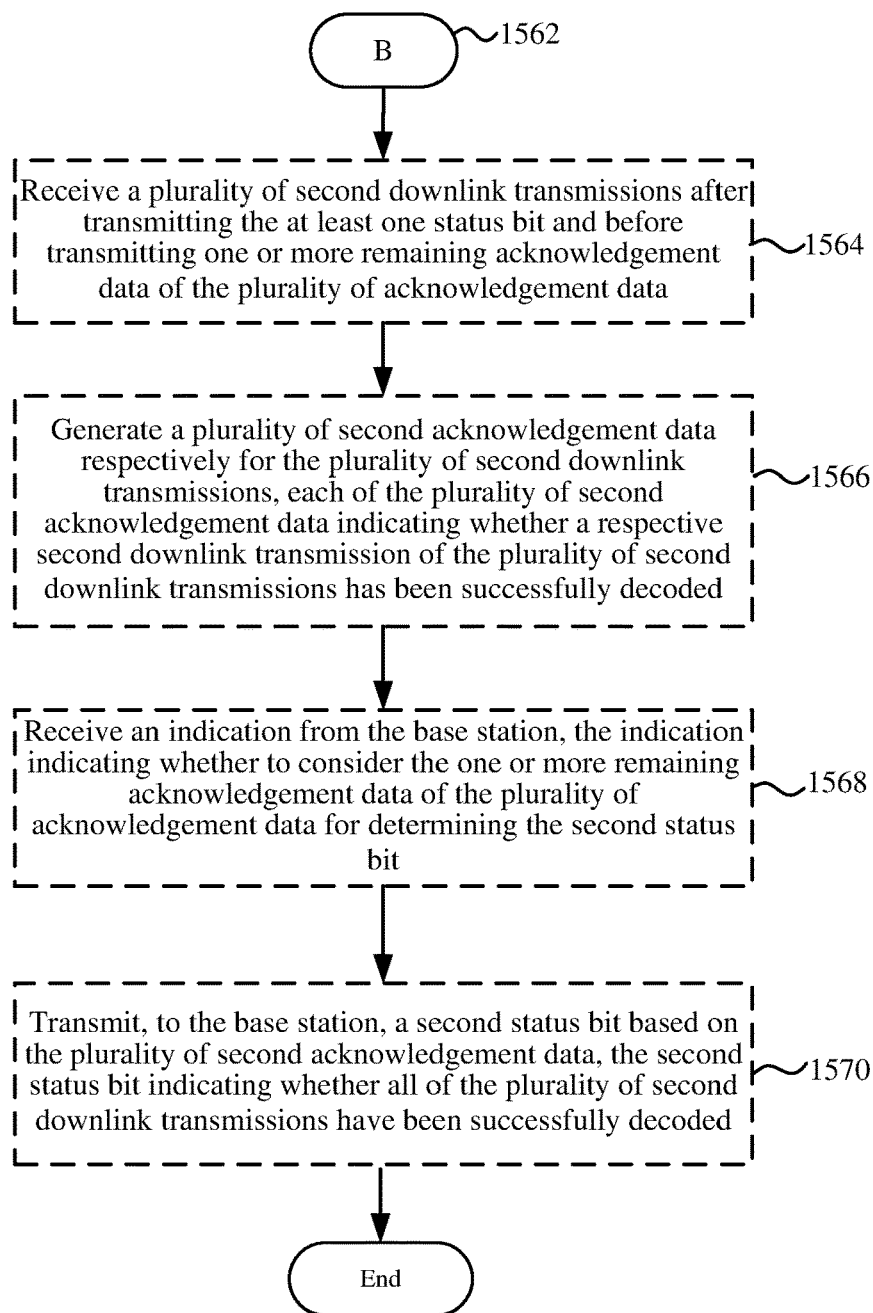 B
1562
Receive a plurality of second downlink transmissions after
transmitting the at least one status bit and before
transmitting one or more remaining acknowledgement
data of the plurality of acknowledgement data
1564
Generate a plurality of second acknowledgement data
respectively for the plurality of second downlink
transmissions, each of the plurality of second
acknowledgement data indicating whether a respective
second downlink transmission of the plurality of second
downlink transmissions has been successfully decoded
1566
Receive an indication from the base station, the indication
indicating whether to consider the one or more remaining
acknowledgement data of the plurality of
acknowledgement data for determining the second status
bit
1568
Transmit, to the base station, a second status bit based on
the plurality of second acknowledgement data, the second
status bit indicating whether all of the plurality of second
downlink transmissions have been successfully decoded
1570
End